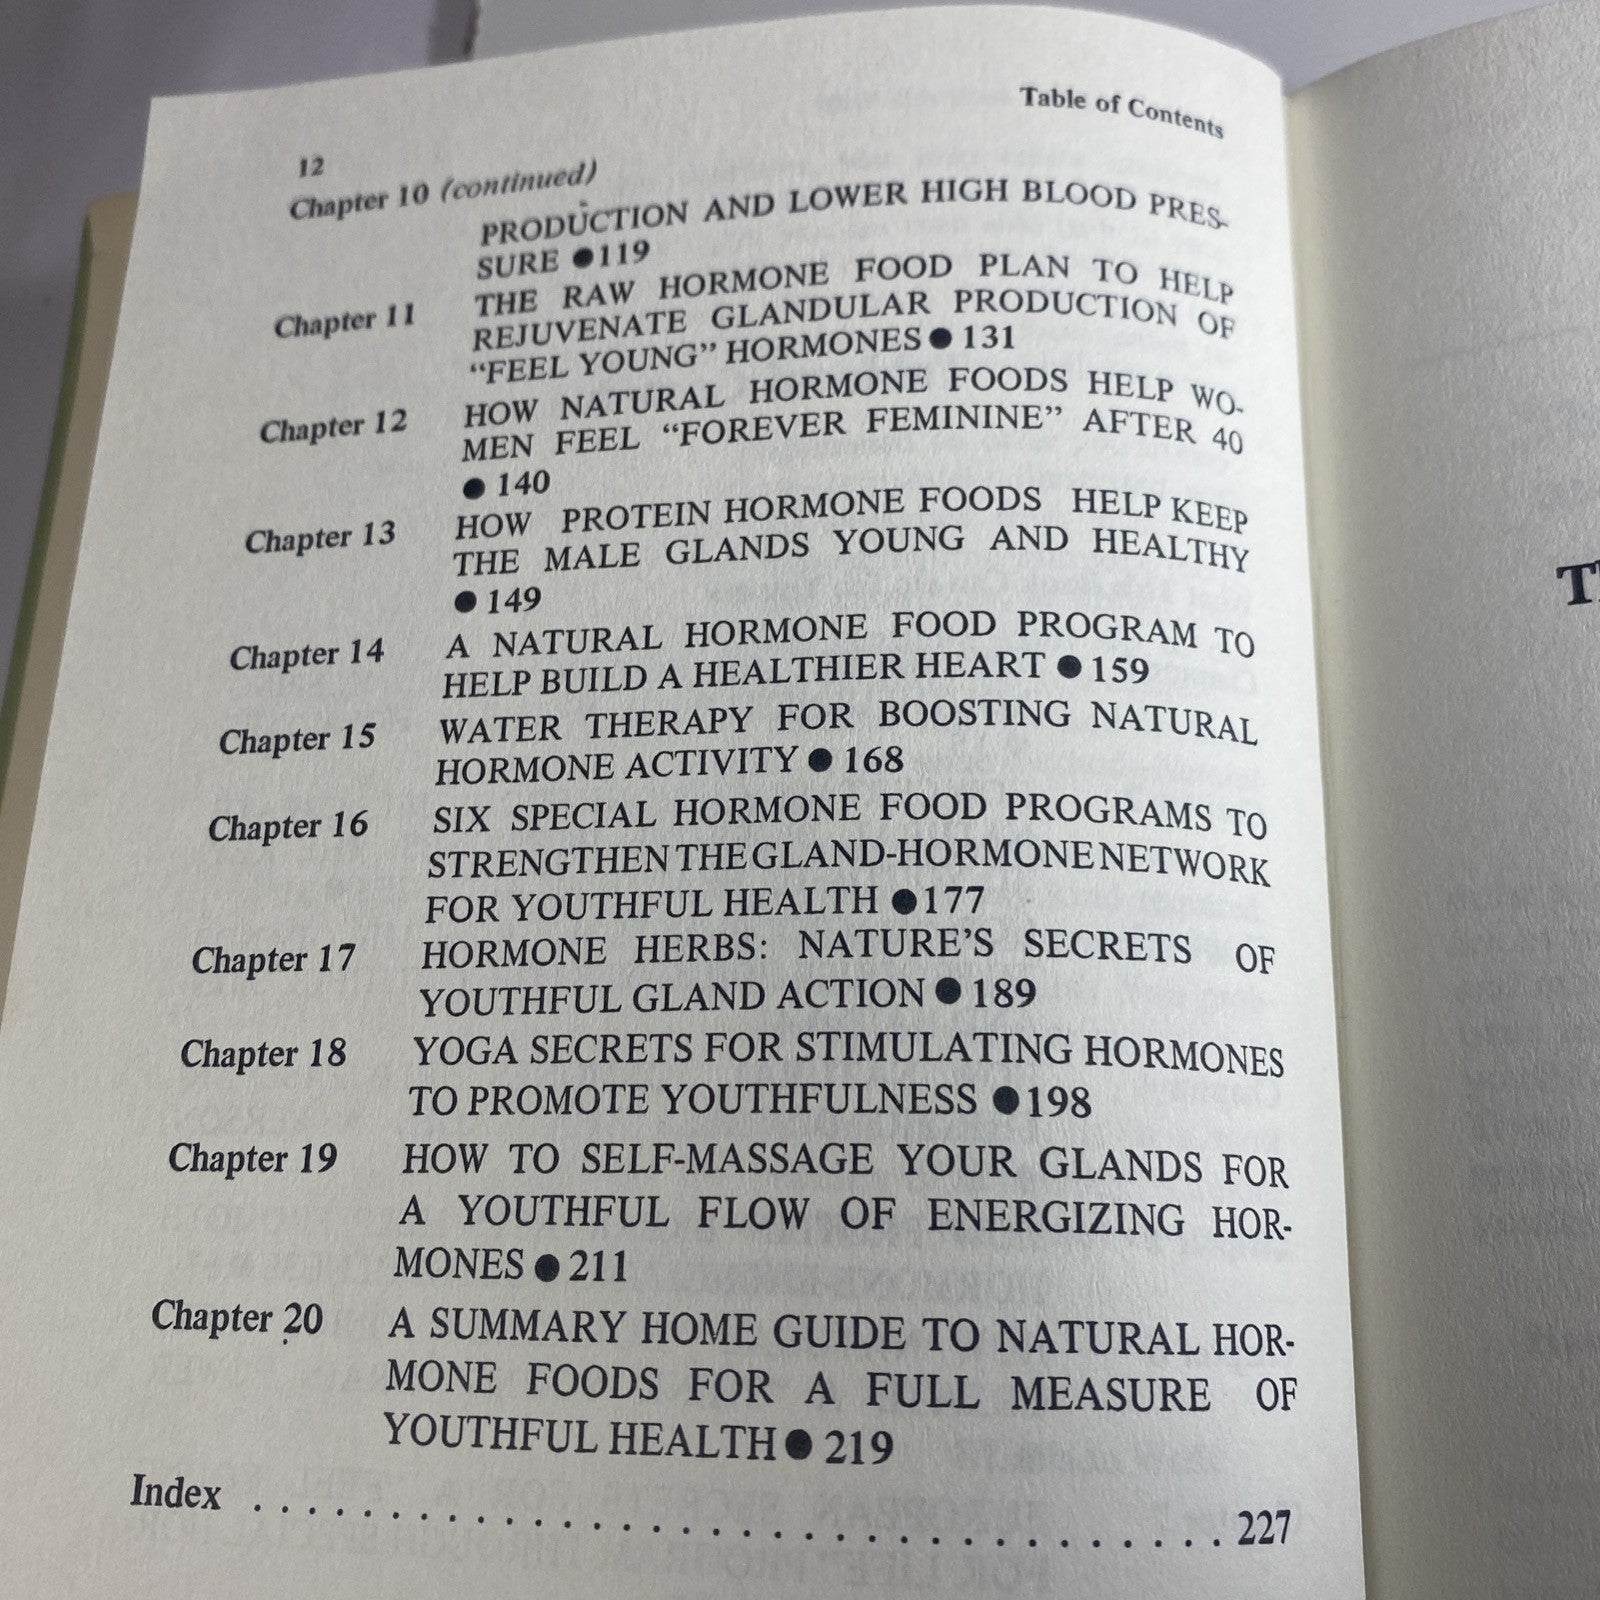 Table of Contents
12
Chapter 10 (continued)
PRODUCTION AND LOWER HIGH BLOOD PRES-
SURE ●119
Chapter 11 THE RAW HORMONE FOOD PLAN TO HELP
REJUVENATE GLANDULAR PRODUCTION OF
“FEEL YOUNG” HORMONES ● 131
Chapter 12 HOW NATURAL HORMONE FOODS HELP WO-
MEN FEEL “FOREVER FEMININE” AFTER 40
● 140
Chapter 13 HOW PROTEIN HORMONE FOODS HELP KEEP
THE MALE GLANDS YOUNG AND HEALTHY
● 149
Chapter 14 A NATURAL HORMONE FOOD PROGRAM TO
HELP BUILD A HEALTHIER HEART ● 159
Chapter 15 WATER THERAPY FOR BOOSTING NATURAL
HORMONE ACTIVITY ● 168
Chapter 16 SIX SPECIAL HORMONE FOOD PROGRAMS TO
STRENGTHEN THE GLAND-HORMONE NETWORK
FOR YOUTHFUL HEALTH ●177
Chapter 17 HORMONE HERBS: NATURE’S SECRETS OF
YOUTHFUL GLAND ACTION ● 189
Chapter 18 YOGA SECRETS FOR STIMULATING HORMONES
TO PROMOTE YOUTHFULNESS ●198
Chapter 19 HOW TO SELF-MASSAGE YOUR GLANDS FOR
A YOUTHFUL FLOW OF ENERGIZING HOR-
MONES ● 211
Chapter 20 A SUMMARY HOME GUIDE TO NATURAL HOR-
MONE FOODS FOR A FULL MEASURE OF
YOUTHFUL HEALTH ● 219
Index . . . . . . . . . . . . . . . . . . . . . . . . . . . . . . . . . . 227